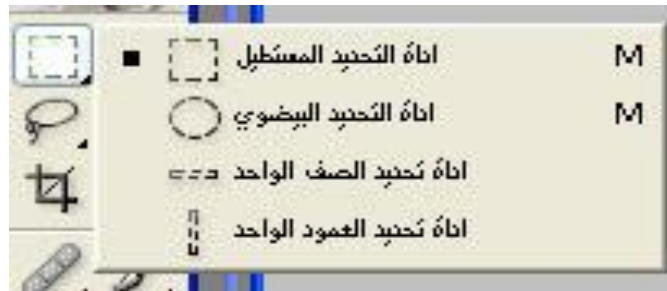 اداة التحديد المستطيل M
اداة التحديد البيضوي M
اداة تحديد الصف الواحد
اداة تحديد العمود الواحد